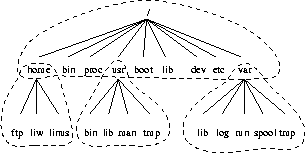 /
home bin proc usr boot lib dev etc var
ftp liw linus bin lib man tmp lib log run spool tmp